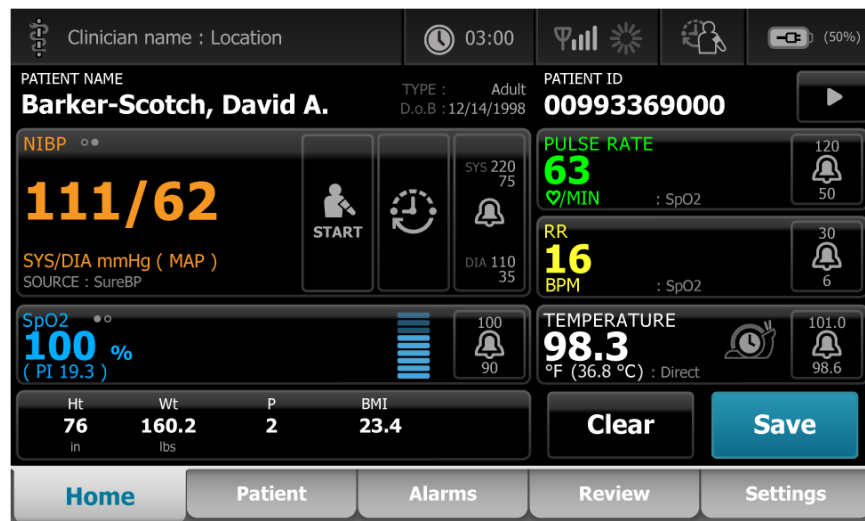 Clinician name : Location
03:00
(50%)
PATIENT NAME
Barker-Scotch, David A.
TYPE : Adult
D.o.B : 12/14/1998
PATIENT ID
00993369000
NIBP
111/62
SYS/DIA mmHg ( MAP )
SOURCE : SureBP
START
SYS 220
75
DIA 110
35
PULSE RATE
63
/MIN : SpO2
120
50
RR
16
BPM : SpO2
30
6
SpO2
100 %
( PI 19.3 )
100
90
TEMPERATURE
98.3
°F (36.8 °C) : Direct
101.0
98.6
Ht Wt P BMI
76 160.2 2 23.4
in lbs
Clear
Save
Home
Patient
Alarms
Review
Settings